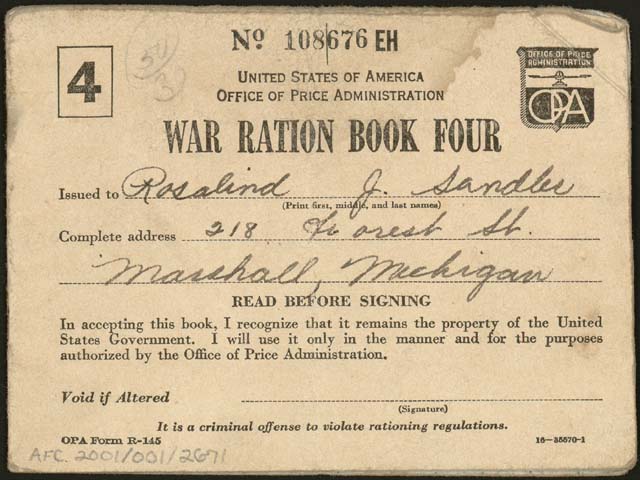 Nº 108676 EH
4
UNITED STATES OF AMERICA
OFFICE OF PRICE ADMINISTRATION
OFFICE OF PRICE
ADMINISTRATION
OPA
WAR RATION BOOK FOUR
Issued to Rosalind J. Sandler
(Print first, middle, and last names)
Complete address 218 Forest St.
Marshall, Michigan
READ BEFORE SIGNING
In accepting this book, I recognize that it remains the property of the United
States Government. I will use it only in the manner and for the purposes
authorized by the Office of Price Administration.
Void if Altered
(Signature)
It is a criminal offense to violate rationing regulations.
OPA Form R-145 16—35570-1
AFC 2001/001/2671